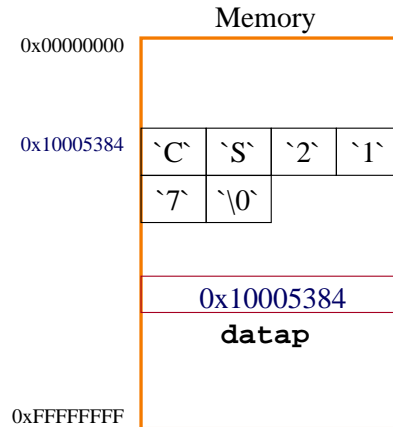 Memory
0x00000000
0x10005384 `C` `S` `2` `1`
`7` `\0`
0x10005384
datap
0xFFFFFFFF